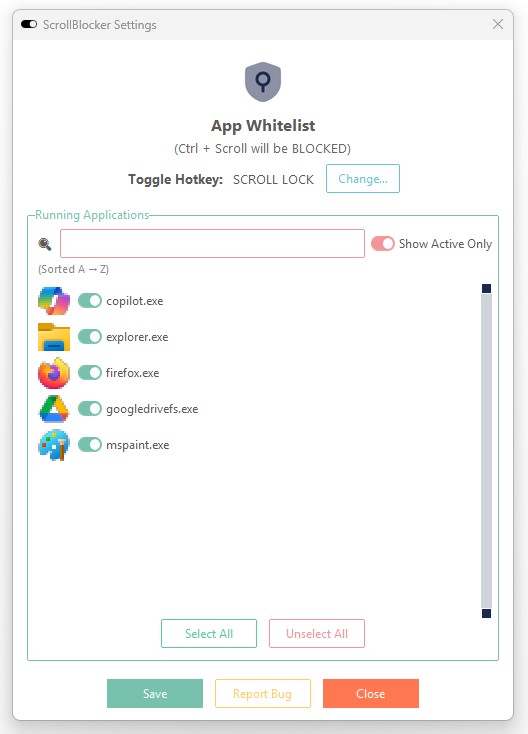 ScrollBlocker Settings
App Whitelist
(Ctrl + Scroll will be BLOCKED)
Toggle Hotkey: SCROLL LOCK Change...
Running Applications
Show Active Only
(Sorted A → Z)
copilot.exe
explorer.exe
firefox.exe
googledrivefs.exe
mspaint.exe
Select All Unselect All
Save Report Bug Close